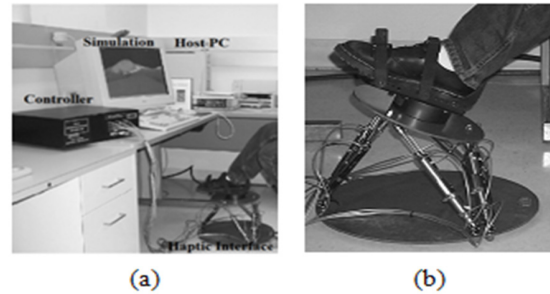 Simulation Host PC
Controller
Haptic Interface
(a) (b)